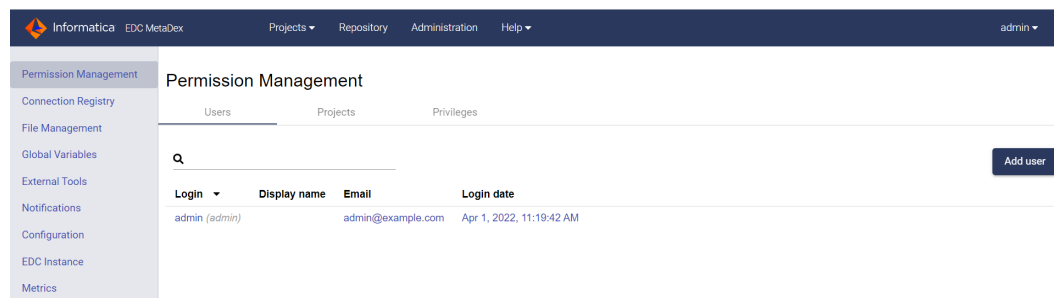 Informatica EDC MetaDex Projects Repository Administration Help admin
Permission Management
Connection Registry
File Management
Global Variables
External Tools
Notifications
Configuration
EDC Instance
Metrics
Permission Management
Users Projects Privileges
Add user
Login Display name Email Login date
admin (admin) admin@example.com Apr 1, 2022, 11:19:42 AM